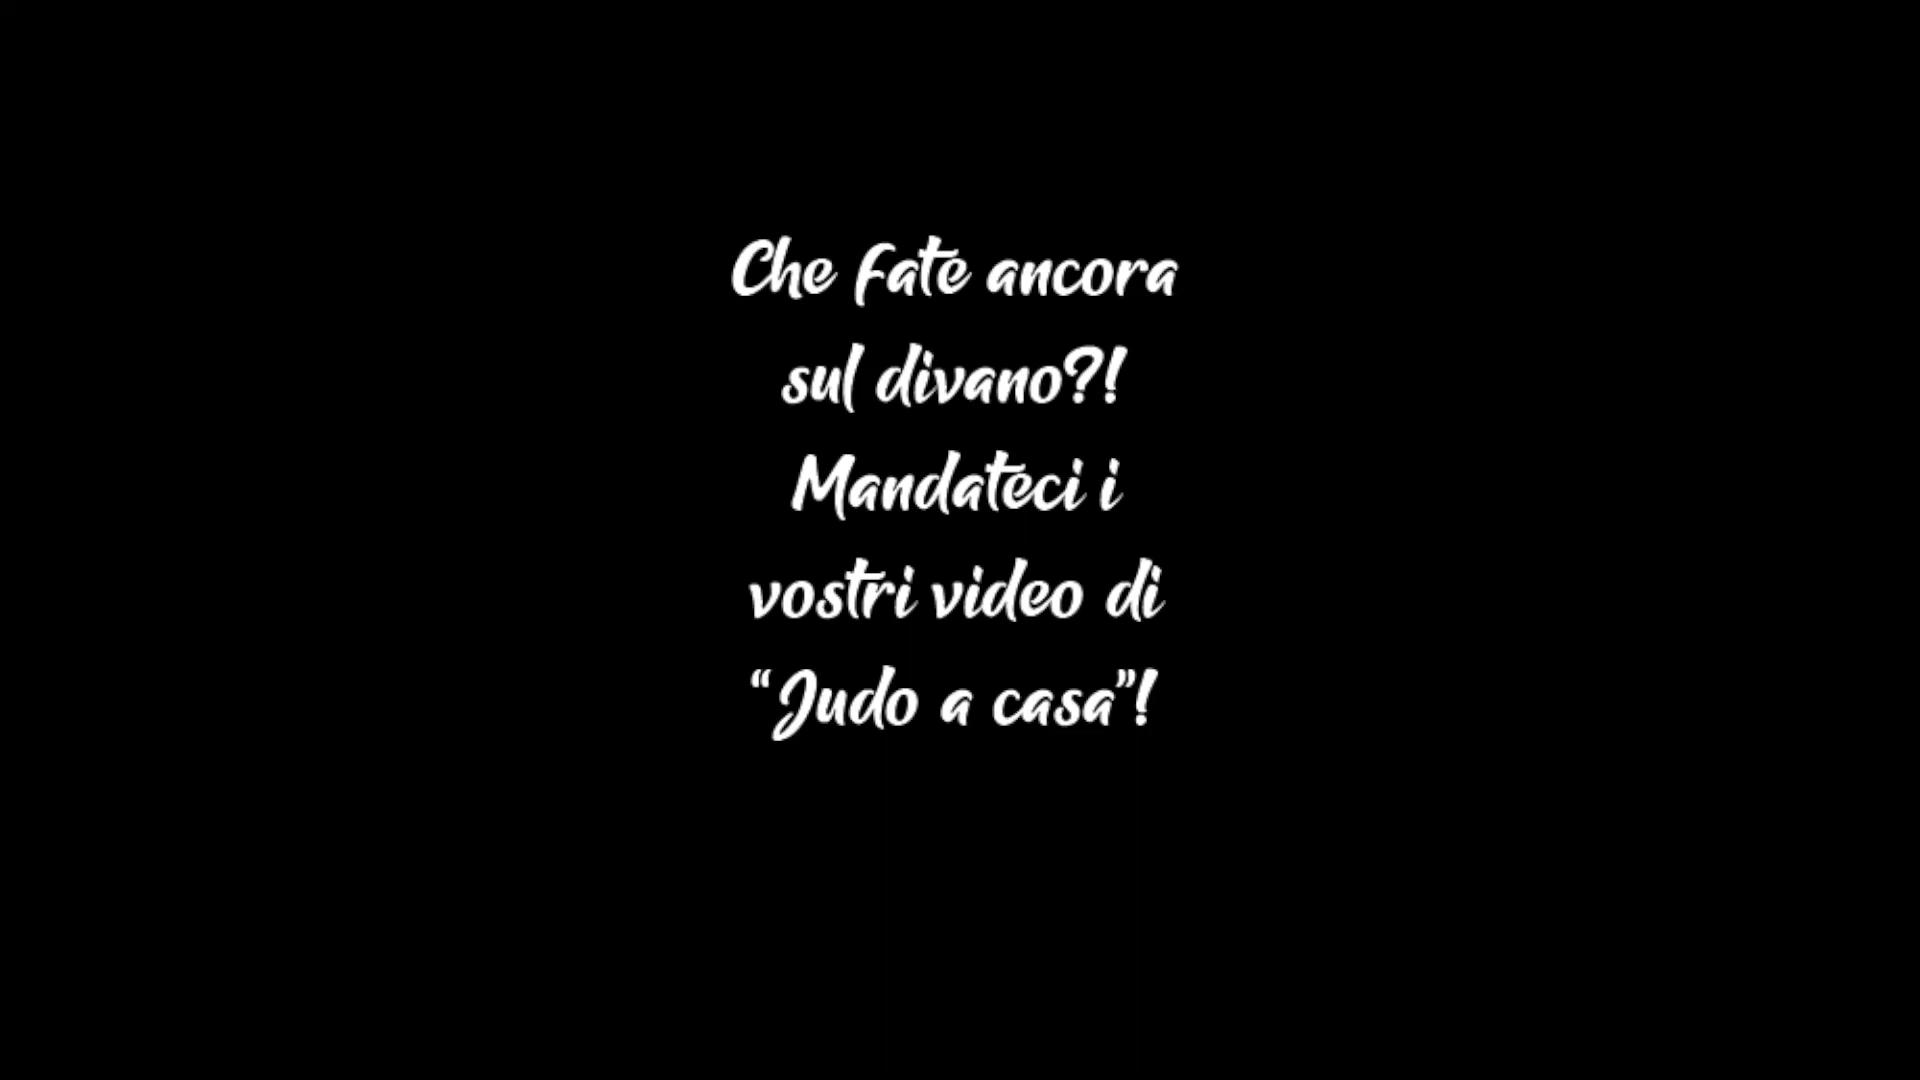 Che fate ancora
sul divano?!
Mandateci i
vostri video di
“Judo a casa”!